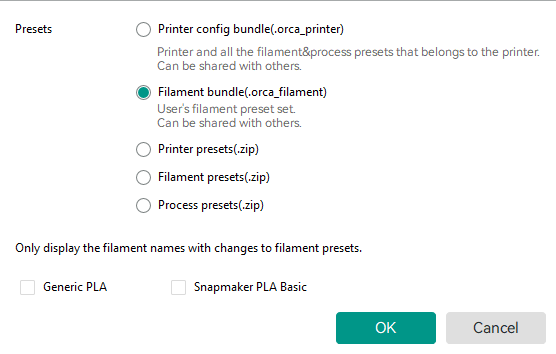 Presets
Printer config bundle(.orca_printer)
Printer and all the filament&process presets that belongs to the printer.
Can be shared with others.
Filament bundle(.orca_filament)
User's filament preset set.
Can be shared with others.
Printer presets(.zip)
Filament presets(.zip)
Process presets(.zip)
Only display the filament names with changes to filament presets.
Generic PLA Snapmaker PLA Basic
OK Cancel